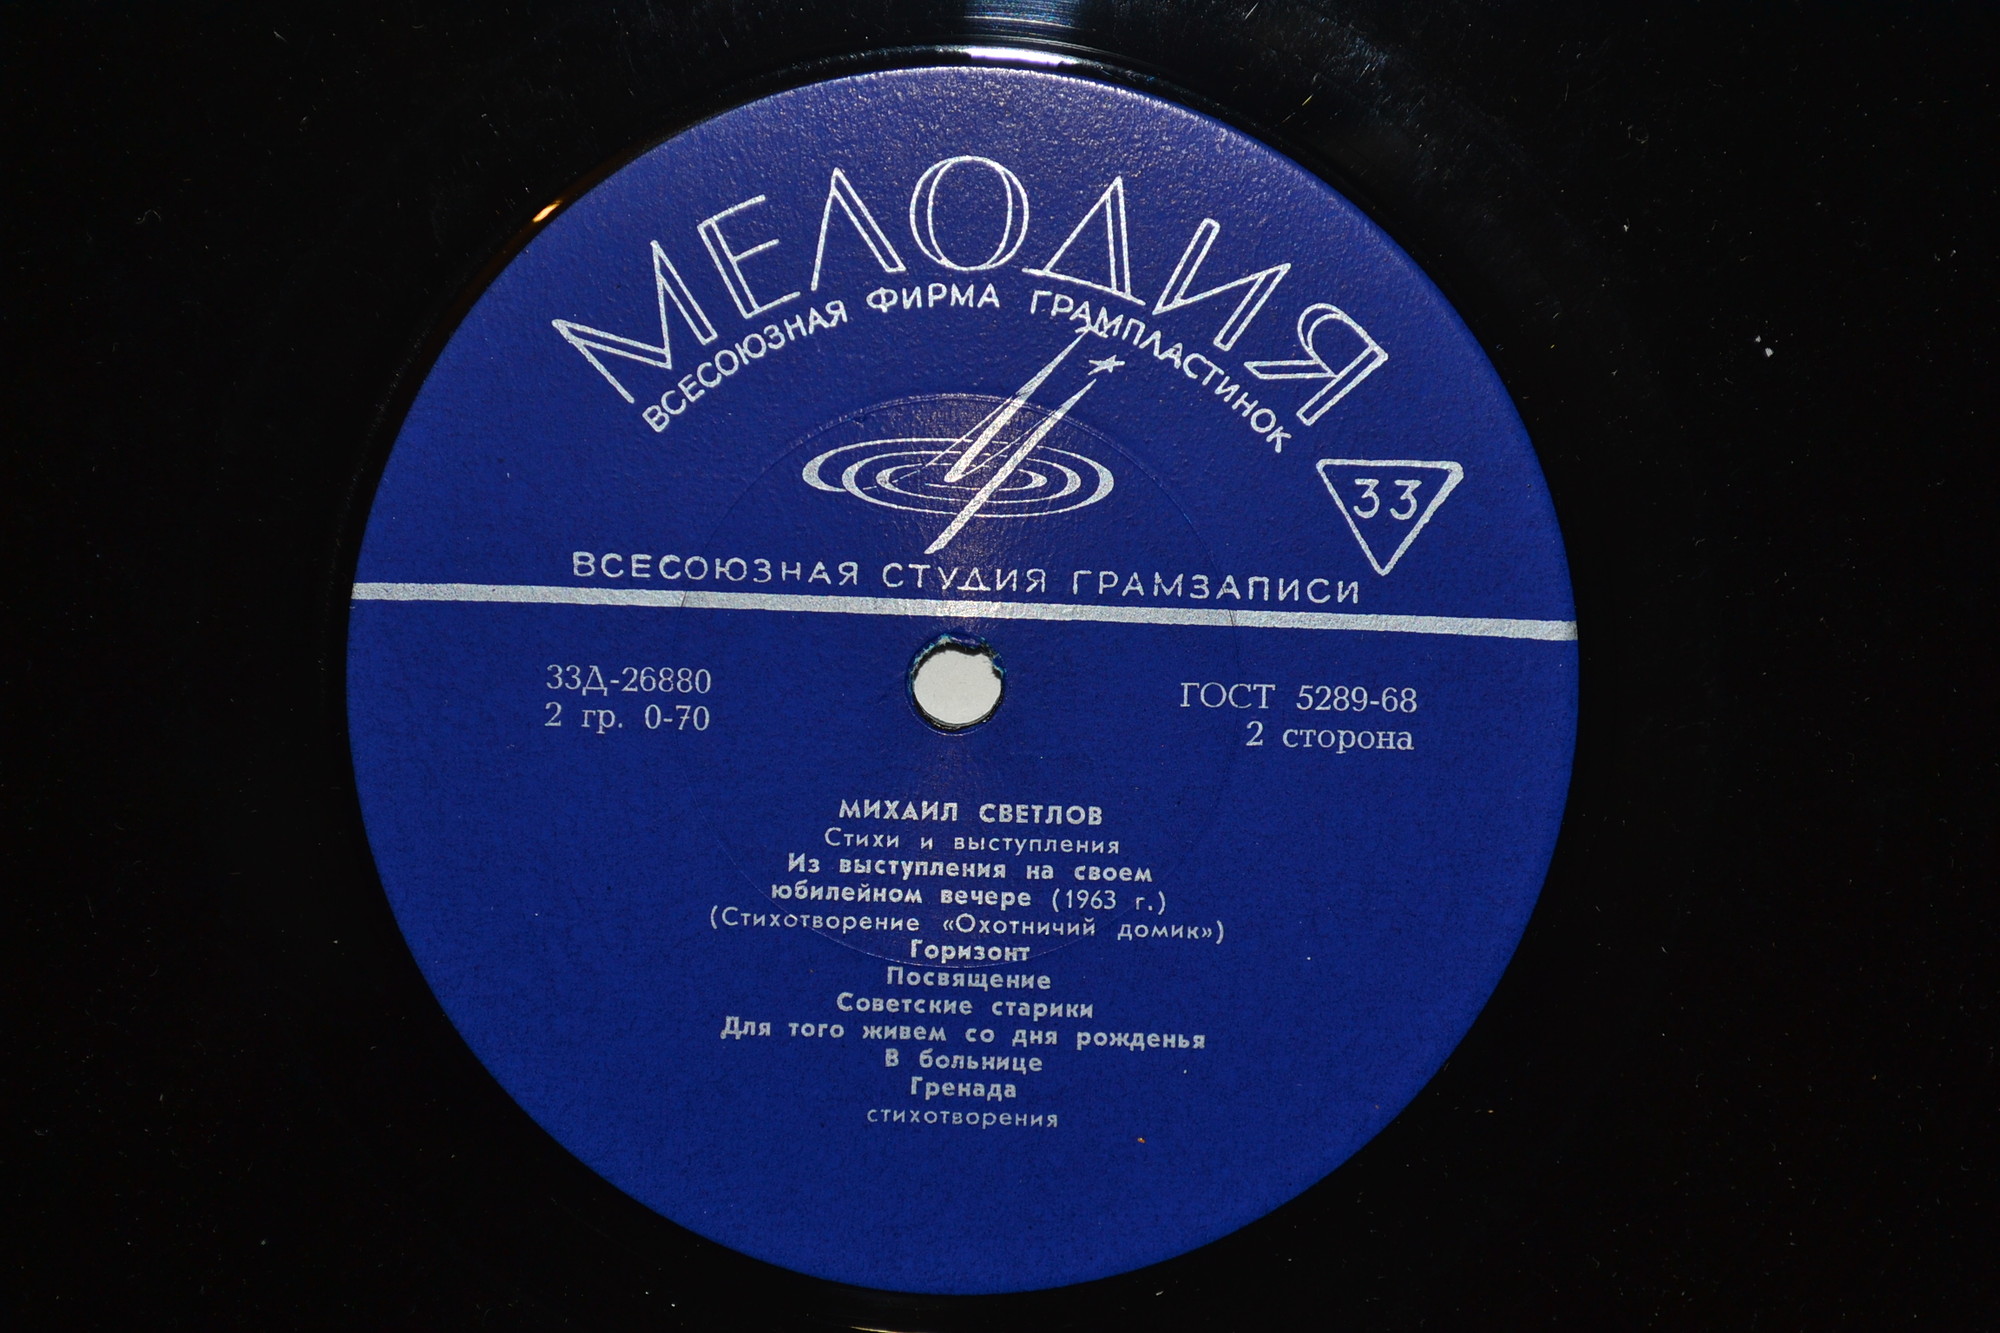 МЕЛОДИЯ
ВСЕСОЮЗНАЯ ФИРМА ГРАМПЛАСТИНОК
33
ВСЕСОЮЗНАЯ СТУДИЯ ГРАМЗАПИСИ
33Д-26880
2 гр. 0-70
ГОСТ 5289-68
2 сторона
МИХАИЛ СВЕТЛОВ
Стихи и выступления
Из выступления на своем
юбилейном вечере (1963 г.)
(Стихотворение «Охотничий домик»)
Горизонт
Посвящение
Советские старики
Для того живем со дня рожденья
В больнице
Гренада
стихотворения